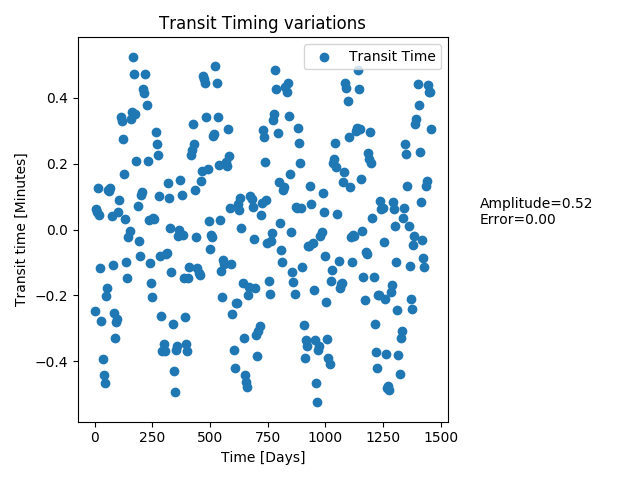 Transit Timing variations
Transit Time
Transit time [Minutes]
0.4
0.2
0.0
−0.2
−0.4
0
250
500
750
1000
1250
1500
Time [Days]
Amplitude=0.52
Error=0.00